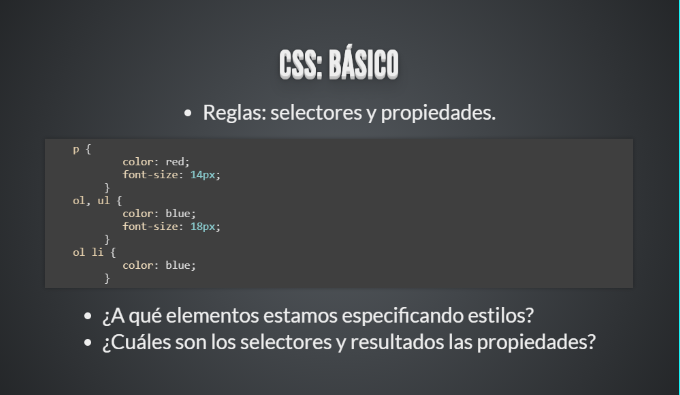 CSS: BÁSICO
Reglas: selectores y propiedades.
p {
color: red;
font-size: 14px;
}
ol, ul {
color: blue;
font-size: 18px;
}
ol li {
color: blue;
}
¿A qué elementos estamos especificando estilos?
¿Cuáles son los selectores y resultados las propiedades?